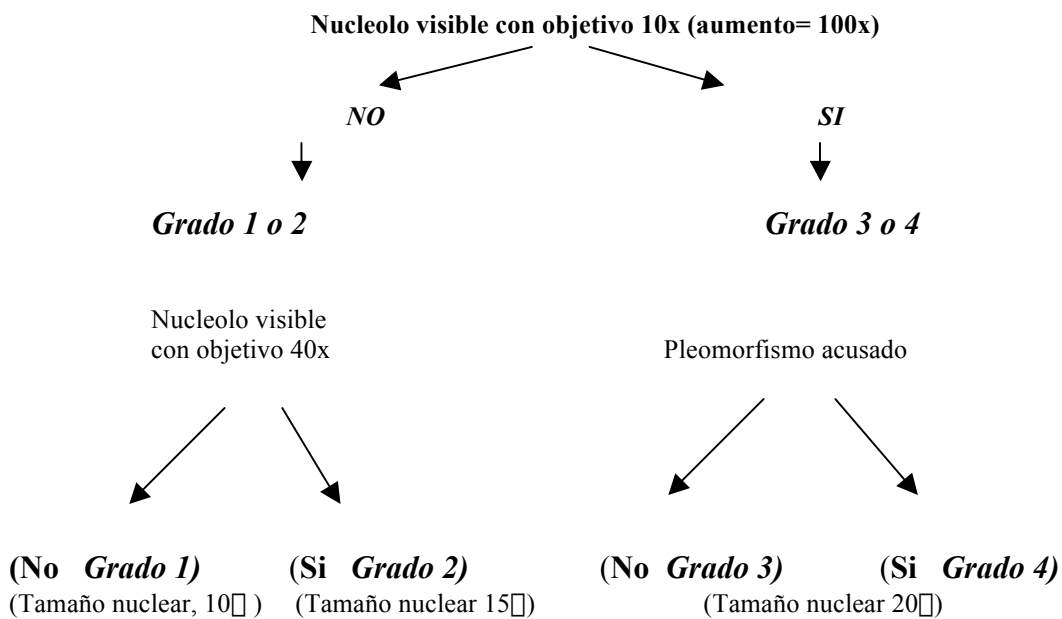 Nucleolo visible con objetivo 10x (aumento= 100x)
NO
SI
Grado 1 o 2
Grado 3 o 4
Nucleolo visible
con objetivo 40x
Pleomorfismo acusado
(No Grado 1)
(Si Grado 2)
(No Grado 3)
(Si Grado 4)
(Tamaño nuclear, 10▯ )
(Tamaño nuclear 15▯)
(Tamaño nuclear 20▯)